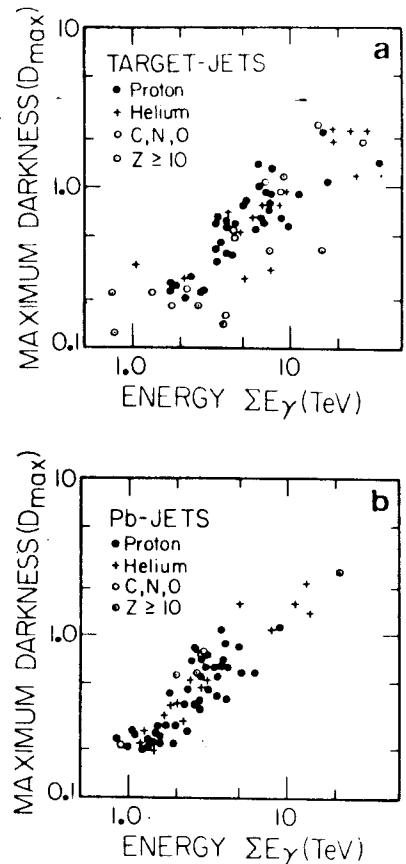 a
TARGET-JETS
● Proton
+ Helium
○ C,N,O
○ Z ≥ 10
10
1.0
0.1
MAXIMUM DARKNESS (Dmax)
1.0 10
ENERGY ΣEγ (TeV)
b
Pb-JETS
● Proton
+ Helium
○ C,N,O
○ Z ≥ 10
10
1.0
0.1
MAXIMUM DARKNESS (Dmax)
1.0 10
ENERGY ΣEγ (TeV)